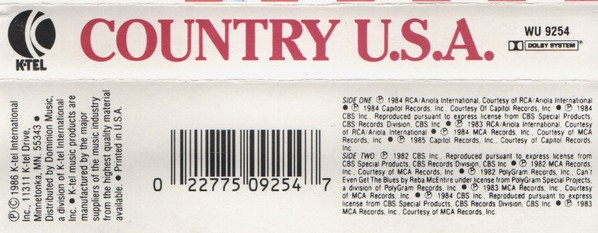 K-TEL
COUNTRY U.S.A.
WU 9254
DOLBY SYSTEM
℗ © 1986 K-tel International
Inc., 11311 K-tel Drive,
Minnetonka, MN. 55343 ●
Distributed by Dominion Music,
a division of K-tel International
Inc. ● K-tel music products are
manufactured by the major
suppliers of the music industry
from the highest quality material
available. ● Printed in U.S.A.
0 22775 09254 7
SIDE ONE ℗ 1984 RCA/Ariola International, Courtesy of RCA/Ariola International
● ℗ 1984 Capitol Records, Inc., Courtesy Of Capitol Records, Inc. ● ℗ 1984
CBS Inc., Reproduced pursuant to express license from CBS Special Products,
CBS Records Division, CBS Inc. ● ℗ 1983 RCA/Ariola International, Courtesy of
RCA/Ariola International ● ℗ 1984 MCA Records, Inc., Courtesy of MCA
Records, Inc. ● ℗ 1985 Capitol Records, Inc., Courtesy of Capitol Records,
Inc.
SIDE TWO ℗ 1982 CBS Inc., Reproduced pursuant to express license from
CBS Special Products, CBS Records Division, CBS Inc. ● ℗ 1982 MCA Records,
Inc., Courtesy of MCA Records, Inc. ● ℗ 1982 PolyGram Records, Inc., Can't
Even Get The Blues by Reba McEntire under license from PolyGram Special Projects,
a division of PolyGram Records, Inc. ● ℗ 1983 MCA Records, Inc., Courtesy
of MCA Records, Inc. ● ℗ 1984 CBS, Inc., Reproduced pursuant to express
license from CBS Special Products, CBS Records Division, CBS Inc. ● ℗ 1983
MCA Records, Inc., Courtesy of MCA Records, Inc.